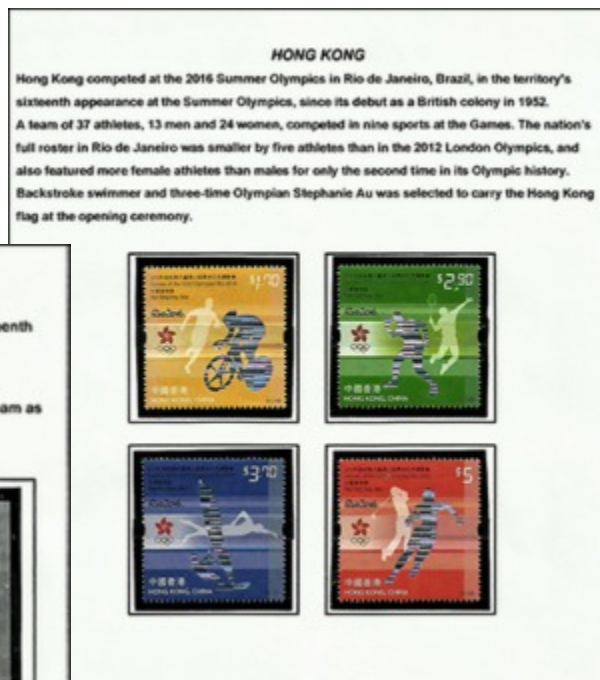 HONG KONG
Hong Kong competed at the 2016 Summer Olympics in Rio de Janeiro, Brazil, in the territory's
sixteenth appearance at the Summer Olympics, since its debut as a British colony in 1952.
A team of 37 athletes, 13 men and 24 women, competed in nine sports at the Games. The nation's
full roster in Rio de Janeiro was smaller by five athletes than in the 2012 London Olympics, and
also featured more female athletes than males for only the second time in its Olympic history.
Backstroke swimmer and three-time Olympian Stephanie Au was selected to carry the Hong Kong
flag at the opening ceremony.
enth
am as
$1.70
Rio2016
中國香港
HONG KONG, CHINA
$2.90
Rio2016
中國香港
HONG KONG, CHINA
$3.70
Rio2016
中國香港
HONG KONG, CHINA
$5
Rio2016
中國香港
HONG KONG, CHINA